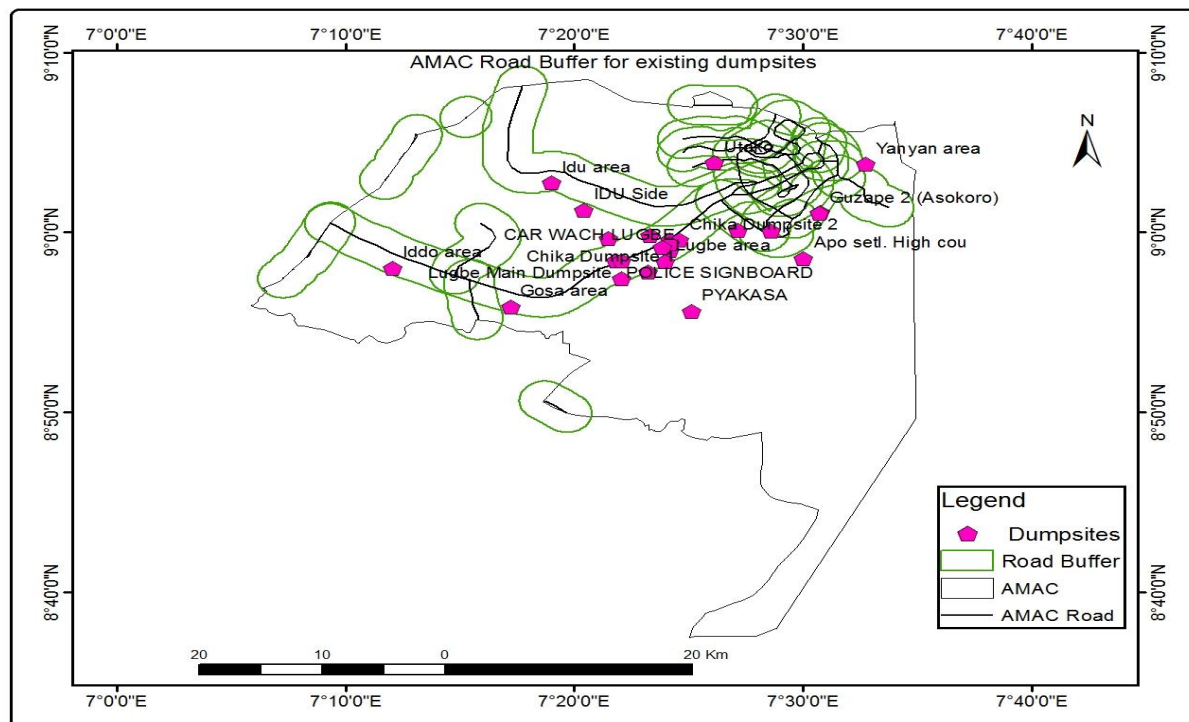 7°0'0"E 7°10'0"E 7°20'0"E 7°30'0"E 7°40'0"E
9°10'0"N 9°10'0"N
AMAC Road Buffer for existing dumpsites
N
Utako
Yanyan area
Idu area
IDU Side
Guzape 2 (Asokoro)
9°0'0"N 9°0'0"N
CAR WACH LUGBE
Chika Dumpsite 2
Apo setl. High cou
Lugbe area
Chika Dumpsite 1
Iddo area
Lugbe Main Dumpsite
POLICE SIGNBOARD
Gosa area
PYAKASA
8°50'0"N 8°50'0"N
Legend
Dumpsites
Road Buffer
AMAC
AMAC Road
8°40'0"N 8°40'0"N
20 10 0 20 Km
7°0'0"E 7°10'0"E 7°20'0"E 7°30'0"E 7°40'0"E